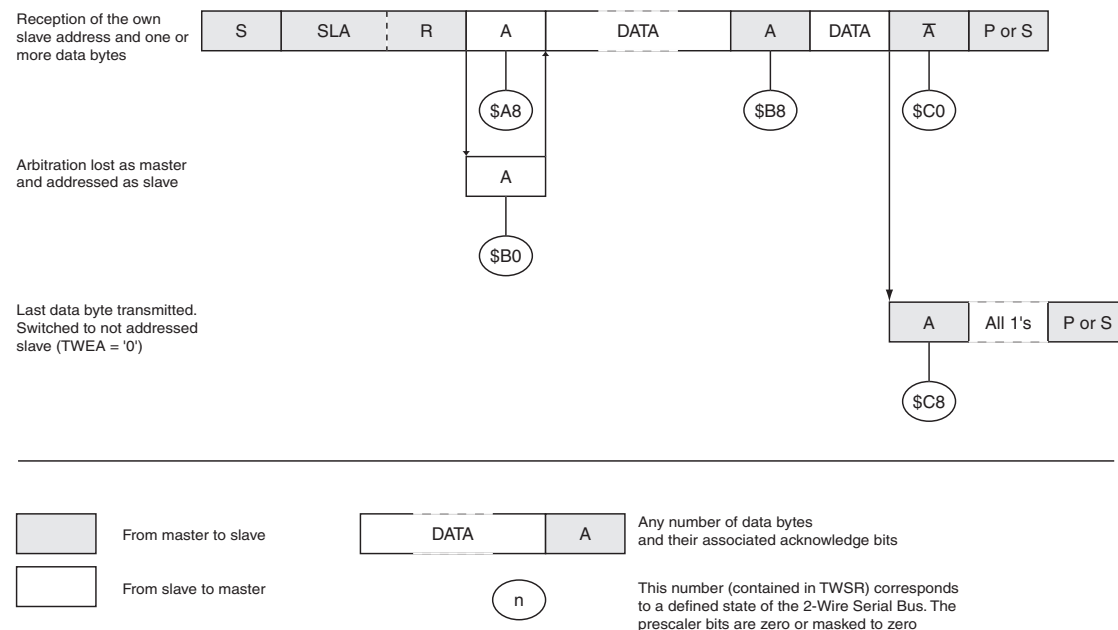 Reception of the own
slave address and one or
more data bytes
S SLA R A DATA A DATA A̅ P or S
$A8 $B8 $C0
Arbitration lost as master
and addressed as slave
A
$B0
Last data byte transmitted.
Switched to not addressed
slave (TWEA = '0')
A All 1's P or S
$C8
From master to slave
DATA A
Any number of data bytes
and their associated acknowledge bits
From slave to master
n
This number (contained in TWSR) corresponds
to a defined state of the 2-Wire Serial Bus. The
prescaler bits are zero or masked to zero